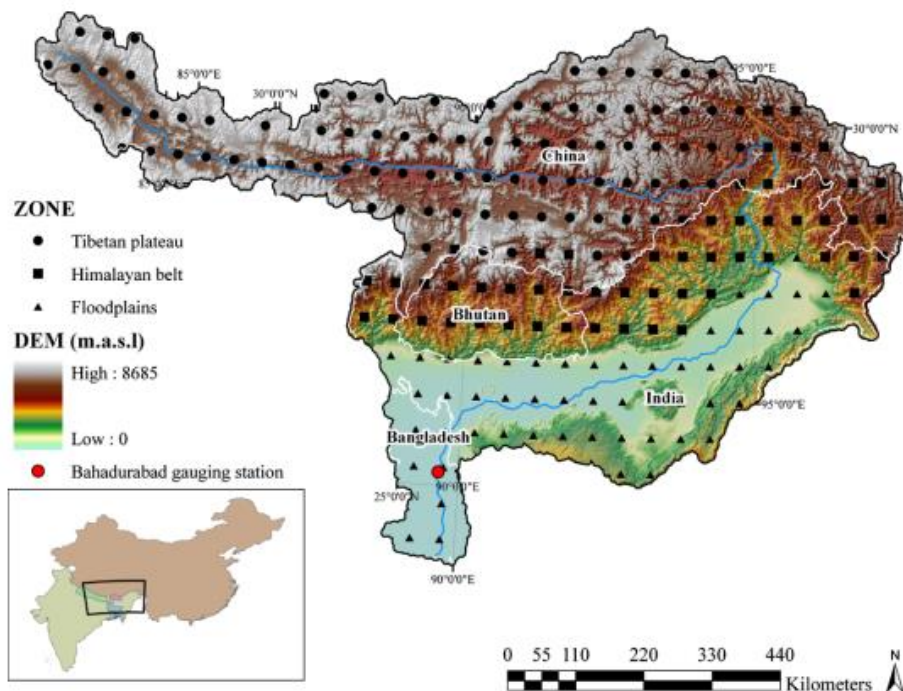 85°0'0"E
30°0'0"N
95°0'0"E
30°0'0"N
China
ZONE
Tibetan plateau
Himalayan belt
Floodplains
Bhutan
DEM (m.a.s.l)
High : 8685
Low : 0
India
95°0'0"E
Bangladesh
Bahadurabad gauging station
90°0'0"E
25°0'0"N
90°0'0"E
0 55 110 220 330 440
Kilometers
N